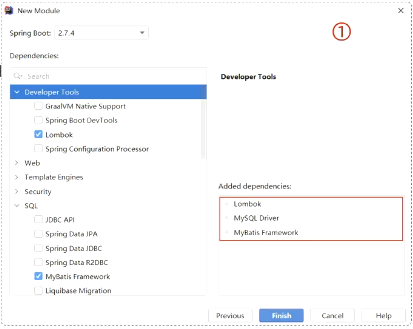 New Module
Spring Boot: 2.7.4
①
Dependencies:
Search
Developer Tools
GraalVM Native Support
Spring Boot DevTools
Lombok
Spring Configuration Processor
Web
Template Engines
Security
SQL
JDBC API
Spring Data JPA
Spring Data JDBC
Spring Data R2DBC
MyBatis Framework
Liquibase Migration
Developer Tools
Added dependencies:
Lombok
MySQL Driver
MyBatis Framework
Previous
Finish
Cancel
Help